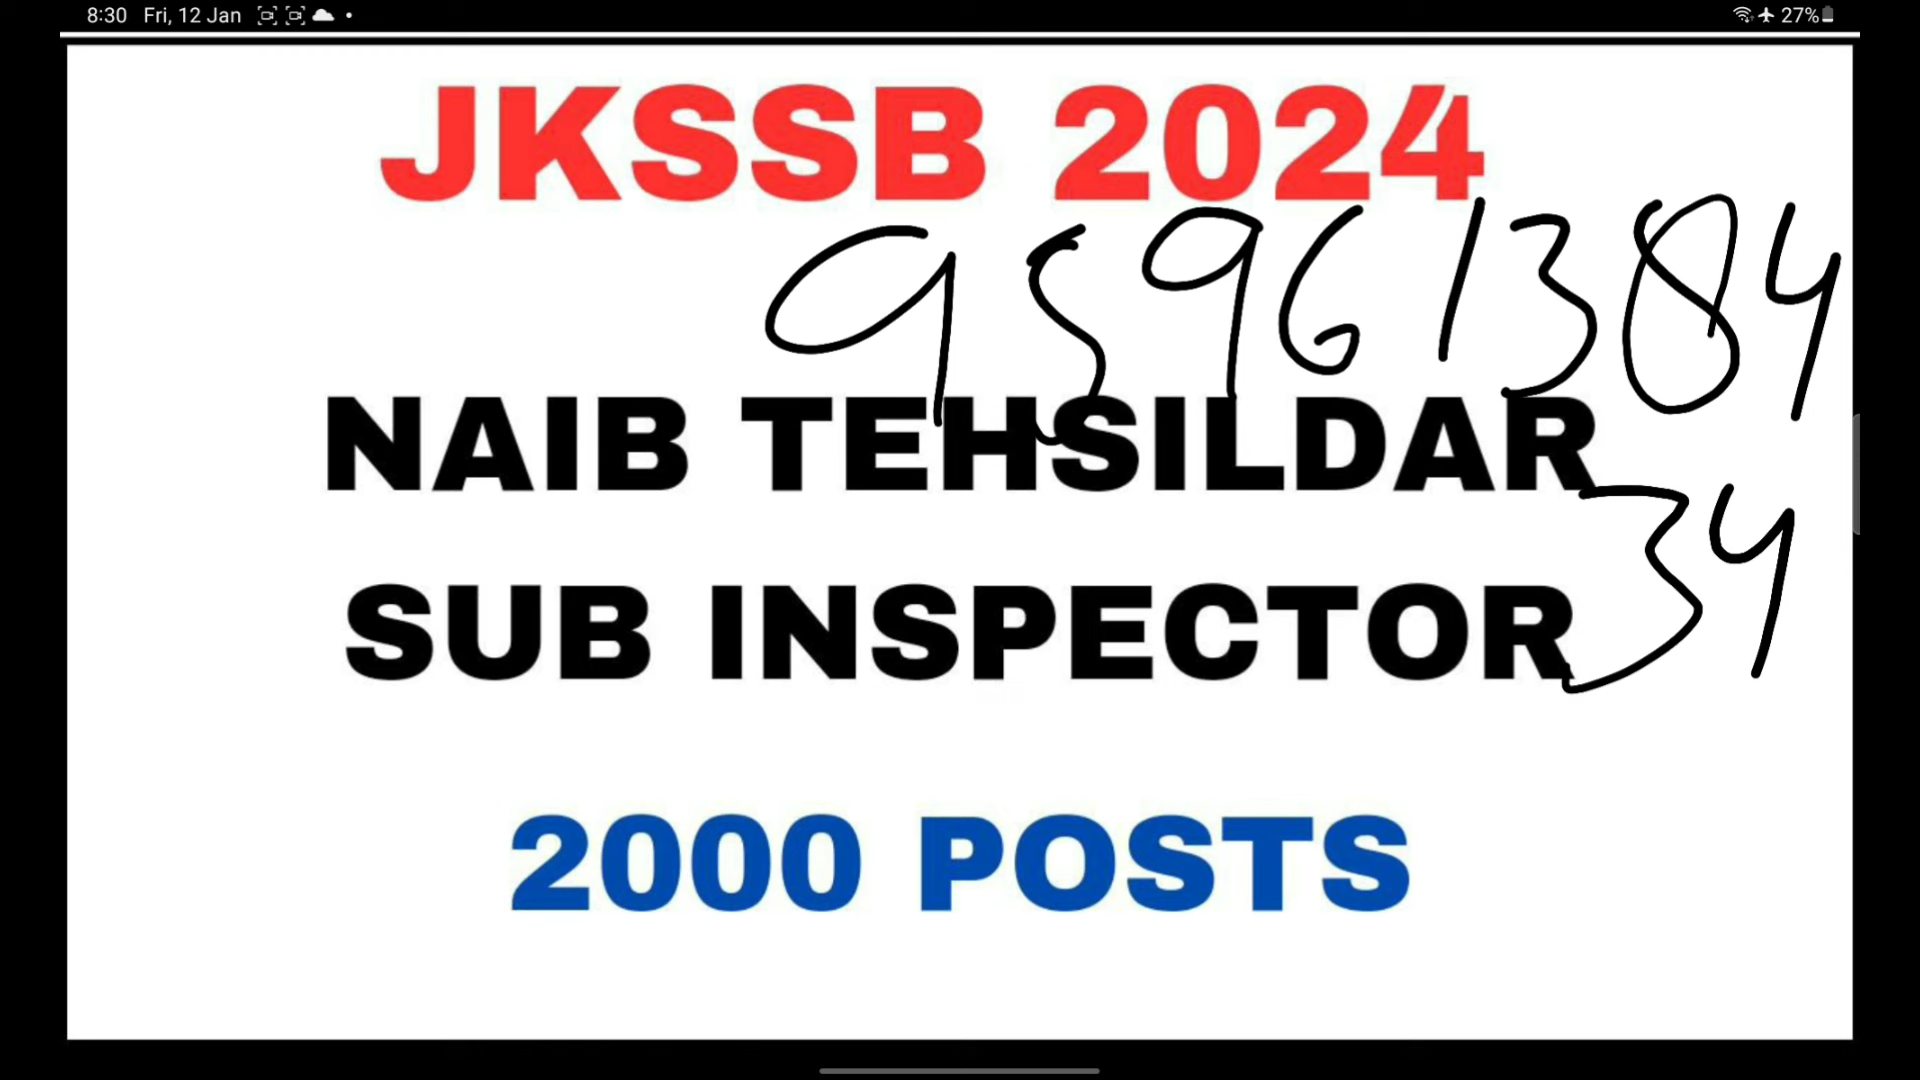 8:30 Fri, 12 Jan
27%
JKSSB 2024
95961384
NAIB TEHSILDAR
34
SUB INSPECTOR
2000 POSTS